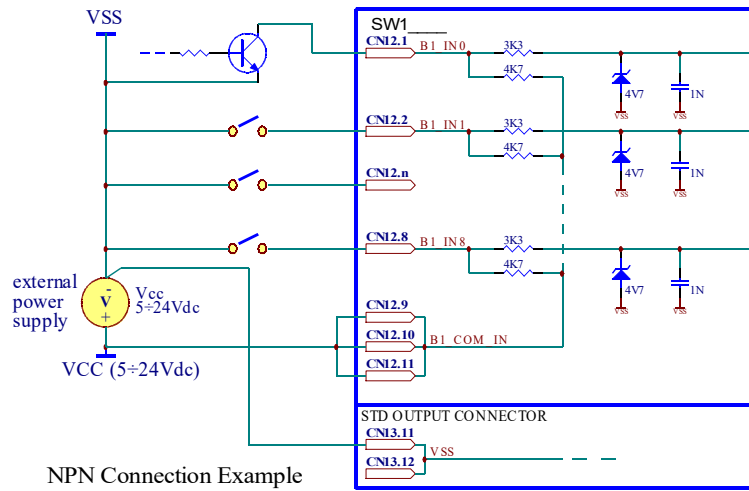 VSS
SW1____
CN12.1 B1_IN0 3K3
4K7
4V7 1N
VSS VSS
CN12.2 B1_IN1 3K3
4K7
4V7 1N
VSS VSS
CN12.n
CN12.8 B1_IN8 3K3
4K7
4V7 1N
VSS VSS
external
power
supply
- V +
Vcc
5÷24Vdc
CN12.9
CN12.10 B1_COM_IN
CN12.11
VCC (5÷24Vdc)
STD OUTPUT CONNECTOR
CN13.11
VSS
CN13.12
NPN Connection Example